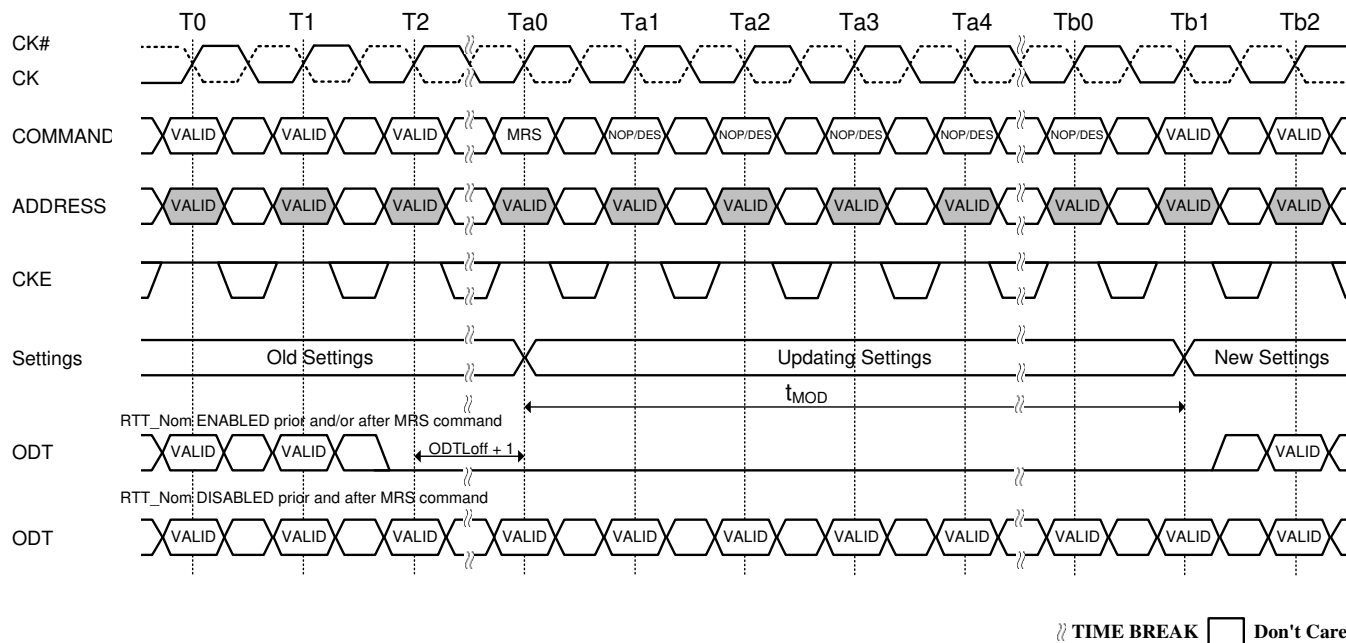 T0 T1 T2 Ta0 Ta1 Ta2 Ta3 Ta4 Tb0 Tb1 Tb2
CK#
CK
COMMAND VALID VALID VALID MRS NOP/DES NOP/DES NOP/DES NOP/DES NOP/DES VALID VALID
ADDRESS VALID VALID VALID VALID VALID VALID VALID VALID VALID VALID VALID
CKE
Settings Old Settings Updating Settings New Settings
tMOD
RTT_Nom ENABLED prior and/or after MRS command
ODT VALID VALID ODTLoff + 1 VALID
RTT_Nom DISABLED prior and after MRS command
ODT VALID VALID VALID VALID VALID VALID VALID VALID VALID VALID VALID
TIME BREAK Don't Care